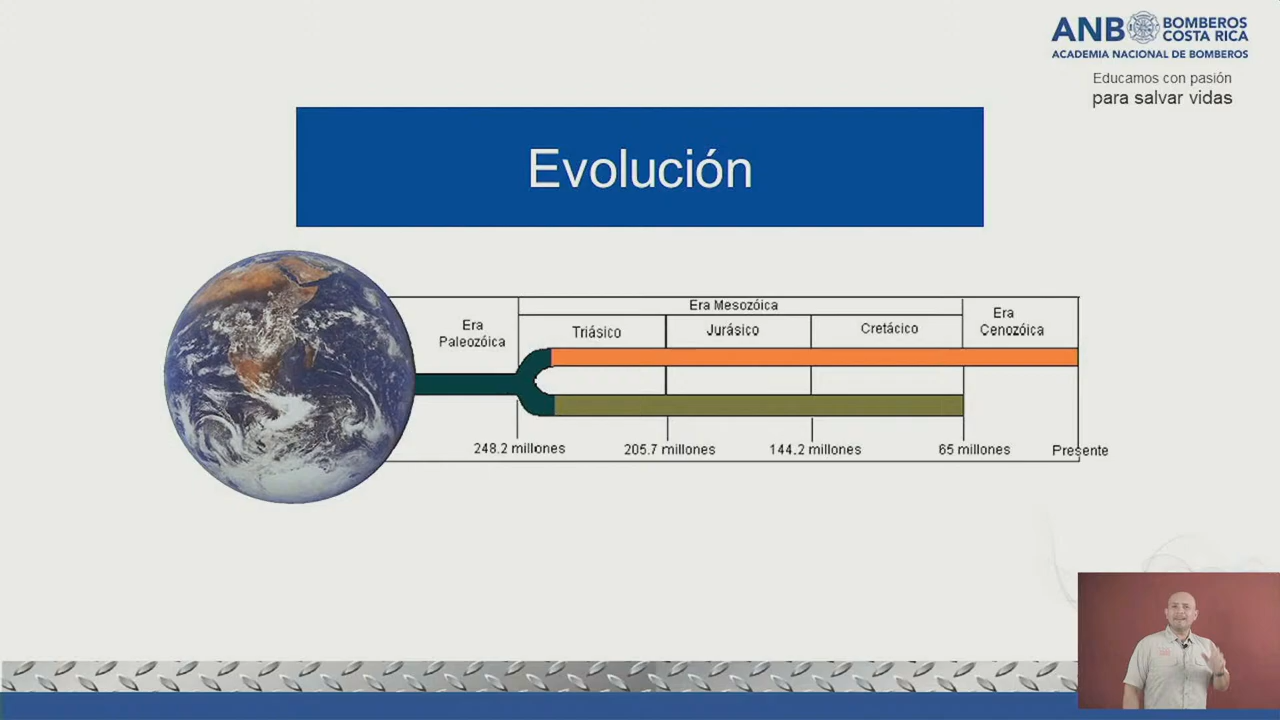 ANB BOMBEROS COSTA RICA
ACADEMIA NACIONAL DE BOMBEROS
Educamos con pasión
para salvar vidas
Evolución
Era Paleozóica
Era Mesozóica
Era Cenozóica
Triásico
Jurásico
Cretácico
248.2 millones
205.7 millones
144.2 millones
65 millones
Presente